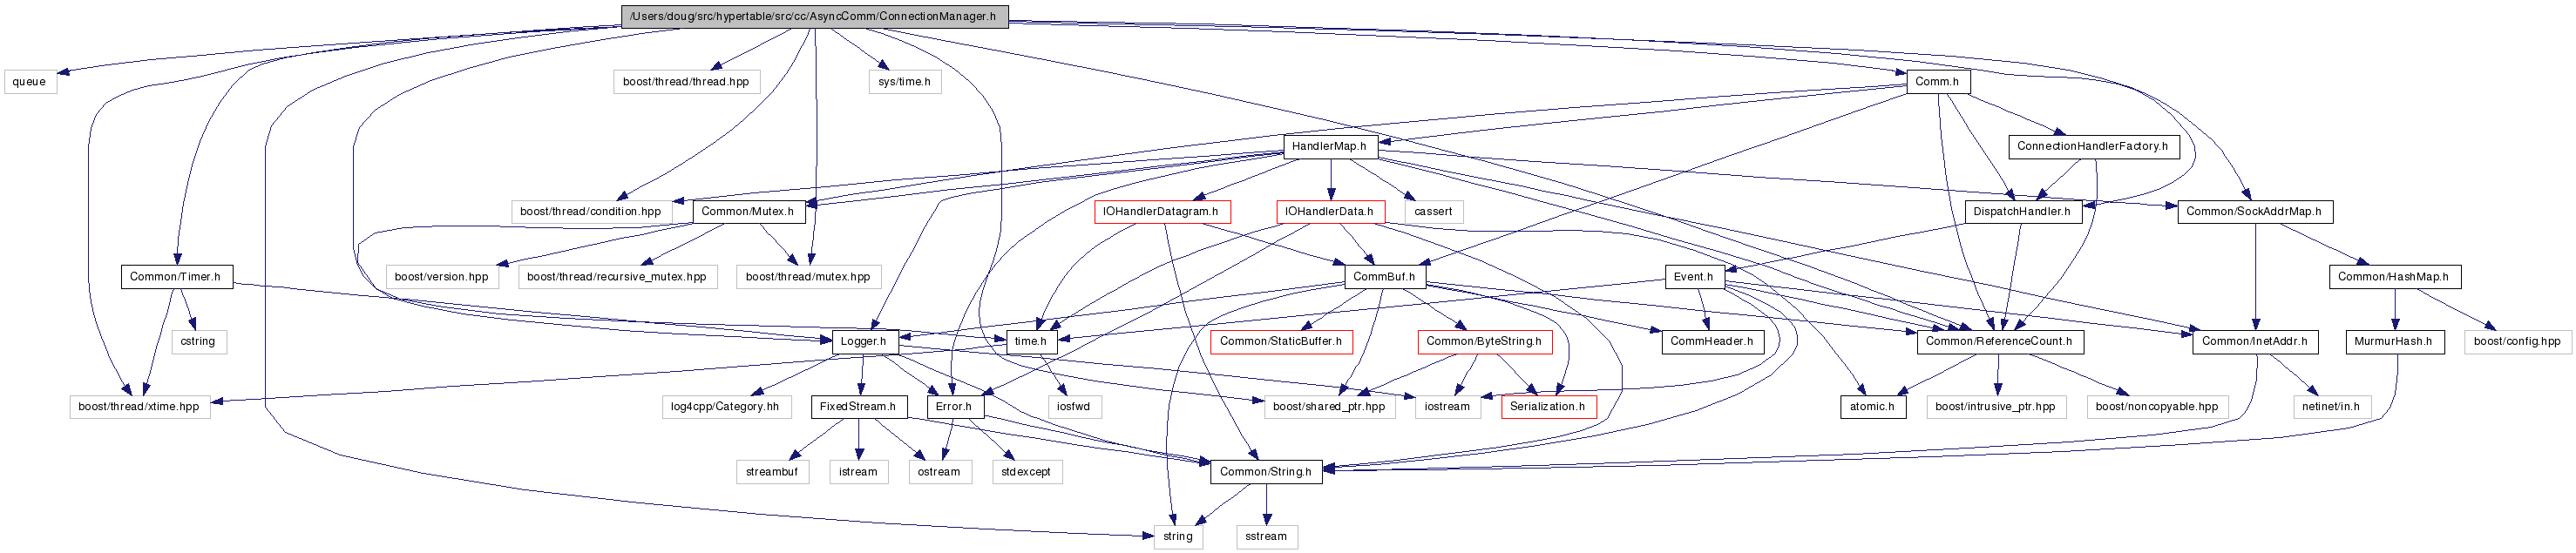 /Users/doug/src/hypertable/src/cc/AsyncComm/ConnectionManager.h
queue
boost/thread/thread.hpp
sys/time.h
Comm.h
HandlerMap.h
ConnectionHandlerFactory.h
boost/thread/condition.hpp
Common/Mutex.h
IOHandlerDatagram.h
IOHandlerData.h
cassert
DispatchHandler.h
Common/SockAddrMap.h
Common/Timer.h
boost/version.hpp
boost/thread/recursive_mutex.hpp
boost/thread/mutex.hpp
CommBuf.h
Event.h
Common/HashMap.h
cstring
Logger.h
time.h
Common/StaticBuffer.h
Common/ByteString.h
CommHeader.h
Common/ReferenceCount.h
Common/InetAddr.h
MurmurHash.h
boost/config.hpp
boost/thread/xtime.hpp
log4cpp/Category.hh
FixedStream.h
Error.h
iosfwd
boost/shared_ptr.hpp
iostream
Serialization.h
atomic.h
boost/intrusive_ptr.hpp
boost/noncopyable.hpp
netinet/in.h
streambuf
istream
ostream
stdexcept
Common/String.h
string
sstream